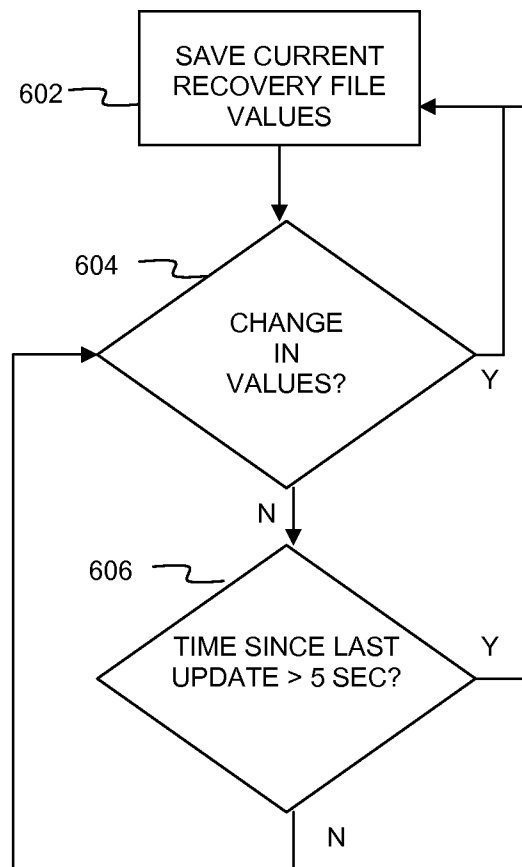 SAVE CURRENT
RECOVERY FILE
VALUES
602
604
CHANGE
IN
VALUES?
Y
N
606
TIME SINCE LAST
UPDATE > 5 SEC?
Y
N